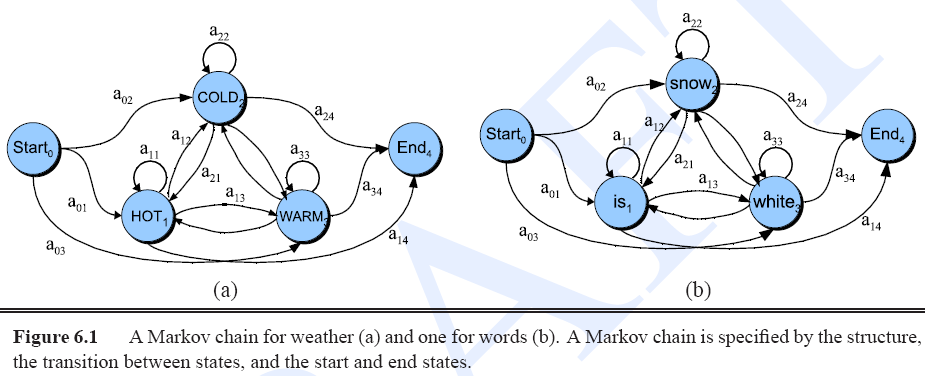 a22
COLD2
a02
a24
Start0
a12
End4
a11
a21
a33
a13
a34
HOT1
WARM3
a01
a14
a03
(a)
a22
snow2
a02
a24
Start0
a12
End4
a11
a21
a33
a13
a34
is1
white3
a01
a14
a03
(b)
Figure 6.1 A Markov chain for weather (a) and one for words (b). A Markov chain is specified by the structure,
the transition between states, and the start and end states.